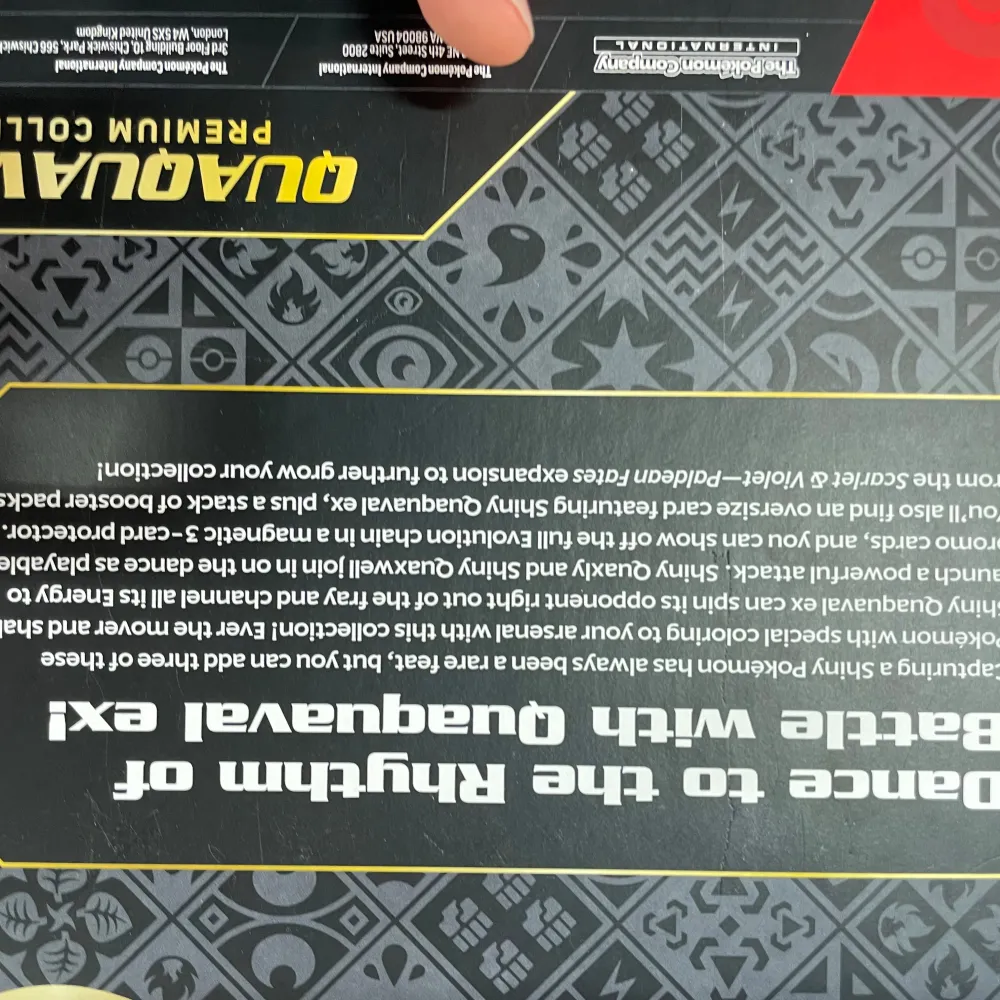 Dance to the Rhythm of
Battle with Quaquaval ex!
Capturing a Shiny Pokémon has always been a rare feat, but you can add three of these
Pokémon with special coloring to your arsenal with this collection! Ever the mover and shak
Shiny Quaquaval ex can spin its opponent right out of the fray and channel all its Energy to
launch a powerful attack. Shiny Quaxly and Shiny Quaxwell join in on the dance as playable
promo cards, and you can show off the full Evolution chain in a magnetic 3-card protector.
You'll also find an oversize card featuring Shiny Quaquaval ex, plus a stack of booster packs
from the Scarlet & Violet—Paldean Fates expansion to further grow your collection!
QUAQUAV
PREMIUM COLL
The Pokémon Company
INTERNATIONAL
The Pokémon Company International
NE 4th Street, Suite 2800
WA 98004 USA
The Pokémon Company International
3rd Floor Building 10, Chiswick Park, 566 Chiswick
London, W4 5XS United Kingdom